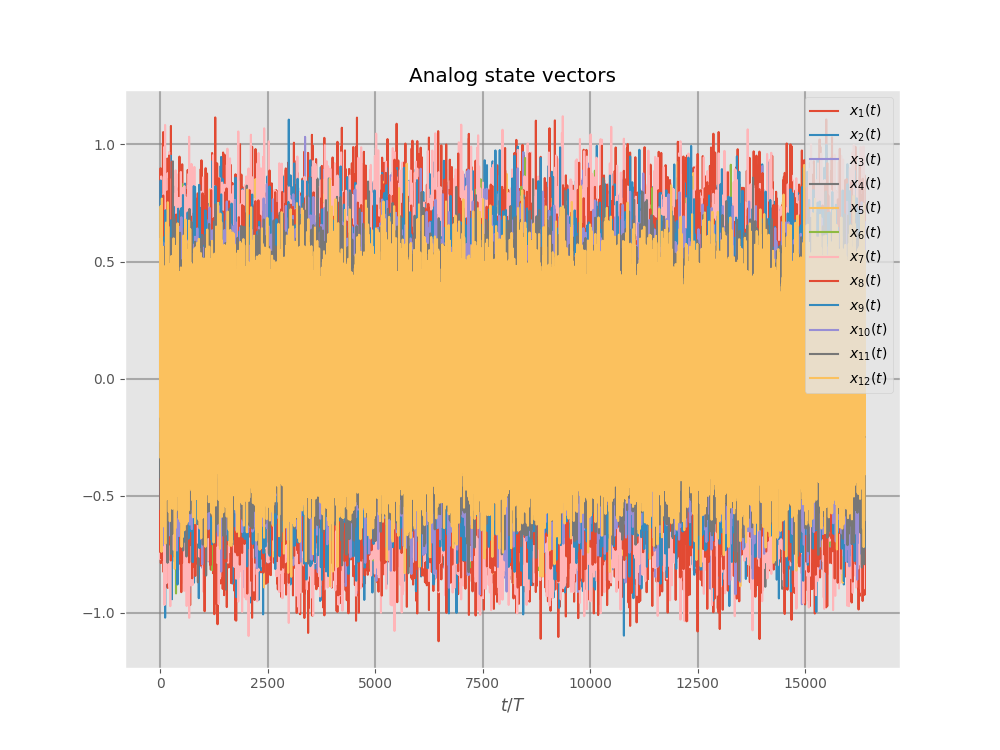 Analog state vectors
1.0
0.5
0.0
−0.5
−1.0
0 2500 5000 7500 10000 12500 15000
t/T
x₁(t)
x₂(t)
x₃(t)
x₄(t)
x₅(t)
x₆(t)
x₇(t)
x₈(t)
x₉(t)
x₁₀(t)
x₁₁(t)
x₁₂(t)